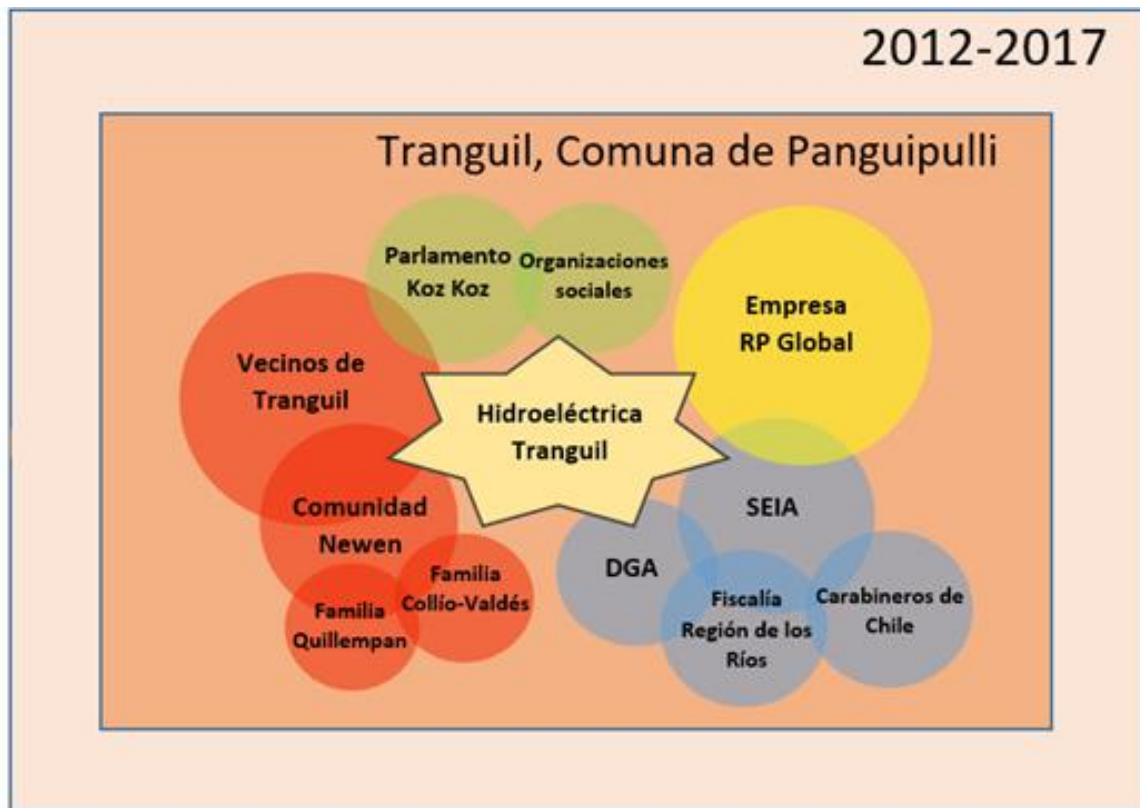 2012-2017
Tranguil, Comuna de Panguipulli
Parlamento
Koz Koz
Organizaciones
sociales
Empresa
RP Global
Vecinos de
Tranguil
Hidroeléctrica
Tranguil
Comunidad
Newen
SEIA
DGA
Familia
Collío-Valdés
Familia
Quillempan
Fiscalía
Región de los
Ríos
Carabineros de
Chile